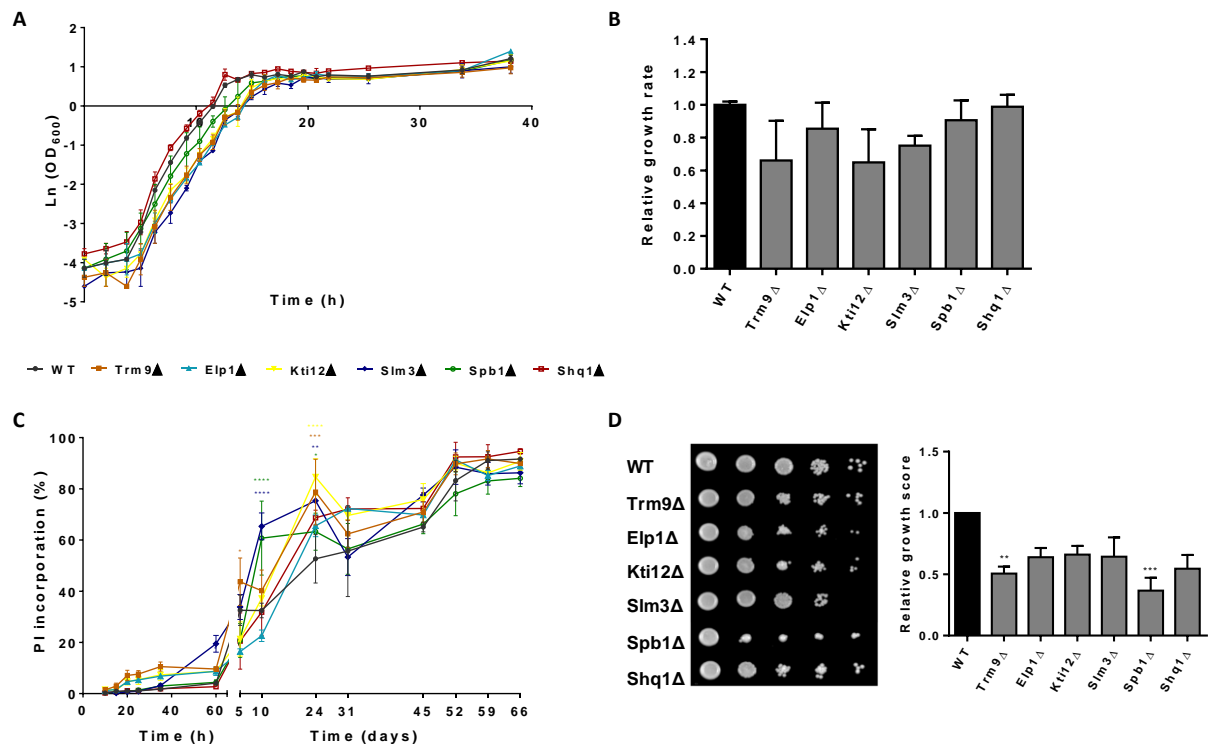 A
B
2
1
0
-1
-2
-3
-4
-5
10
20
30
40
Ln (OD600)
Time (h)
1.4
1.2
1.0
0.8
0.6
0.4
0.2
0.0
Relative growth rate
WT
Trm9Δ
Elp1Δ
Kti12Δ
Slm3Δ
Spb1Δ
Shq1Δ
WT Trm9▲ Elp1▲ Kti12▲ Slm3▲ Spb1▲ Shq1▲
C
D
100
80
60
40
20
0
PI incorporation (%)
0 20 40 60 5 10 24 31 45 52 59 66
Time (h) Time (days)
****
****
*
****
***
**
*
WT
Trm9Δ
Elp1Δ
Kti12Δ
Slm3Δ
Spb1Δ
Shq1Δ
1.5
1.0
0.5
0.0
Relative growth score
**
***
WT
Trm9Δ
Elp1Δ
Kti12Δ
Slm3Δ
Spb1Δ
Shq1Δ